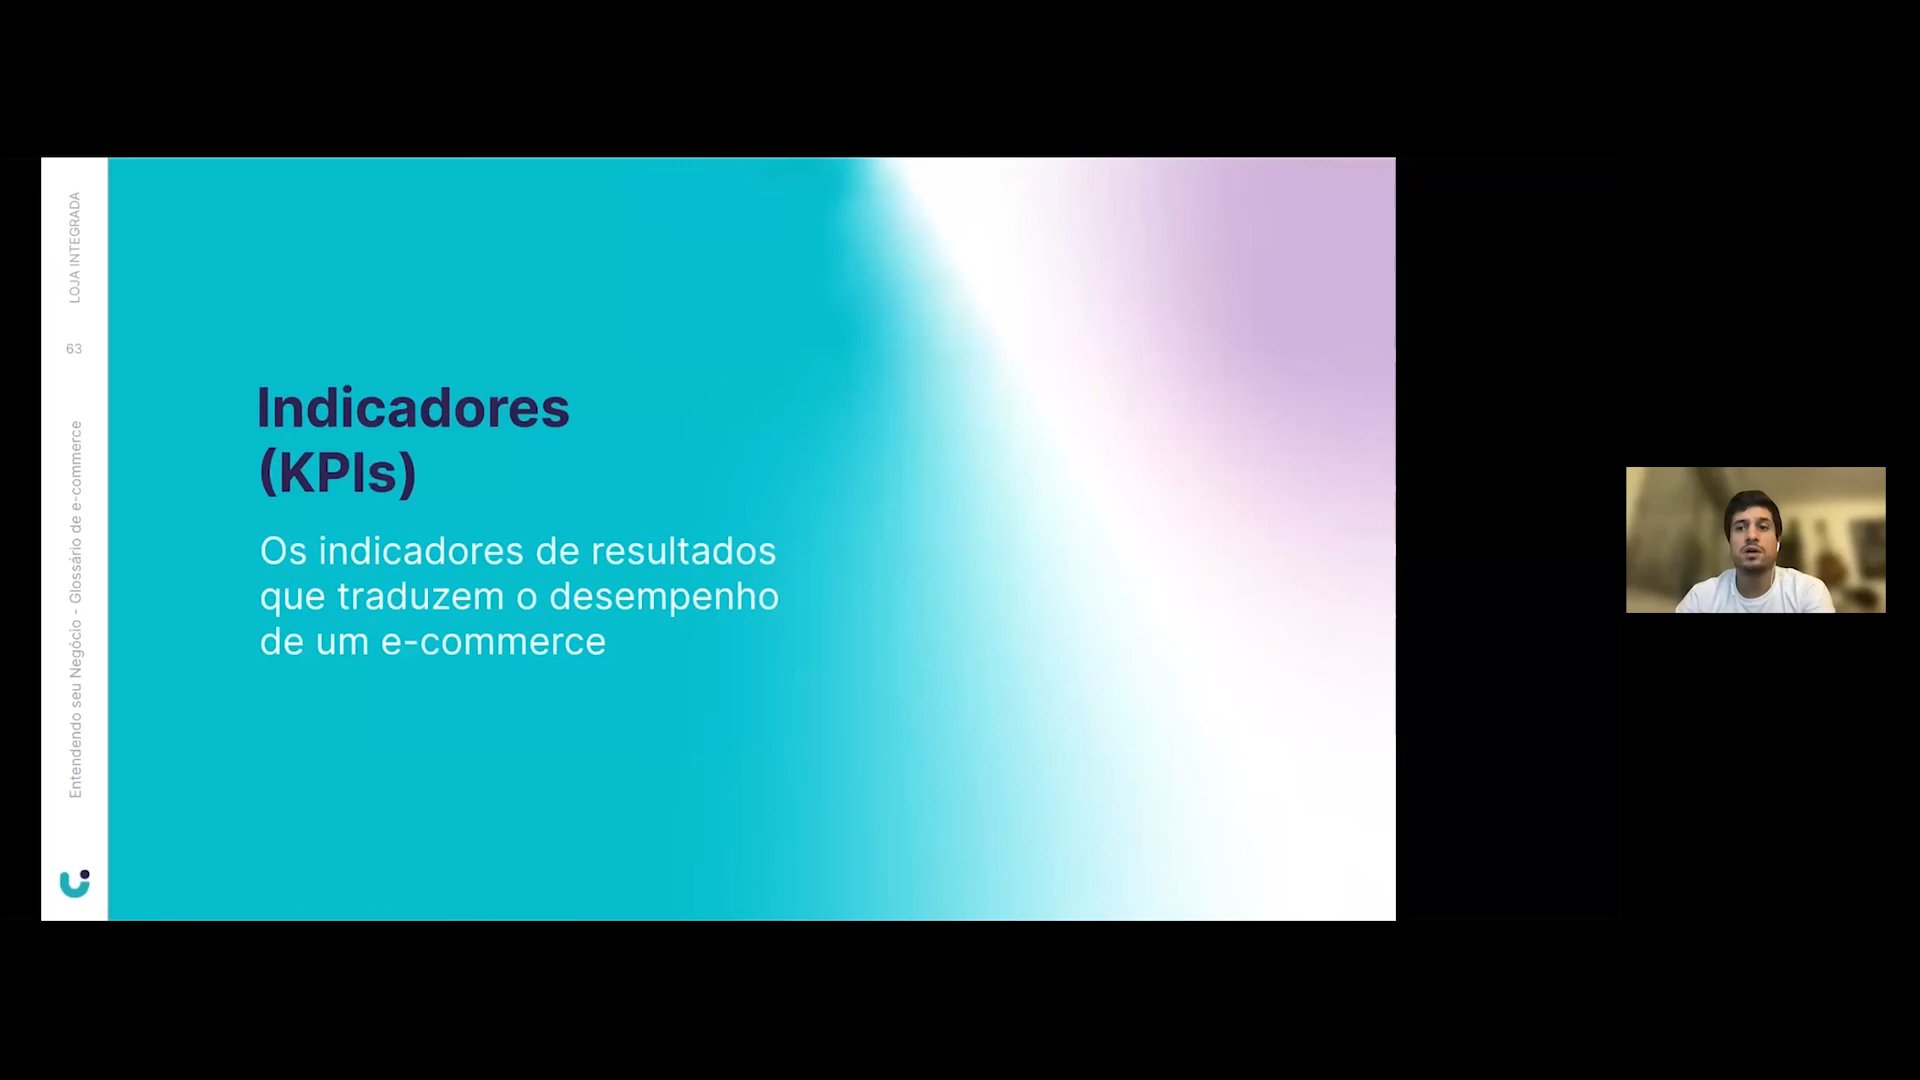 LOJA INTEGRADA
63
Entendendo seu Negócio - Glossário de e-commerce
Indicadores
(KPIs)
Os indicadores de resultados
que traduzem o desempenho
de um e-commerce